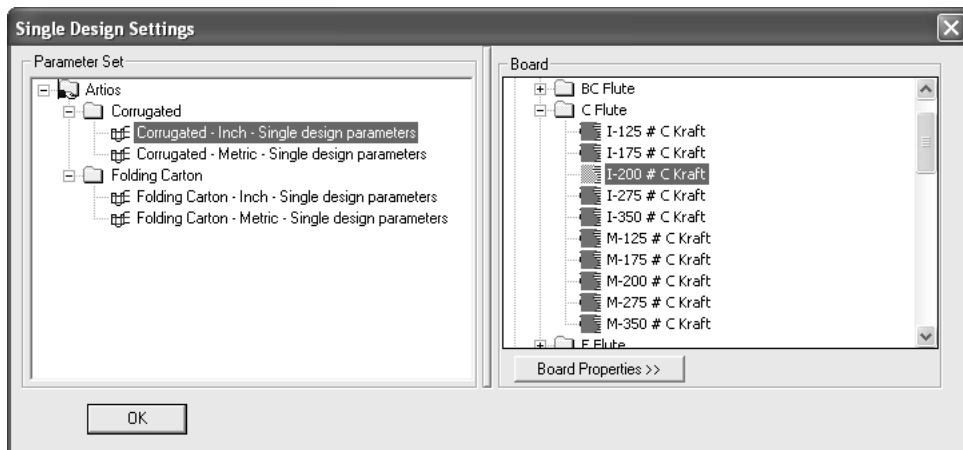 Single Design Settings
Parameter Set
Artios
Corrugated
Corrugated - Inch - Single design parameters
Corrugated - Metric - Single design parameters
Folding Carton
Folding Carton - Inch - Single design parameters
Folding Carton - Metric - Single design parameters
OK
Board
BC Flute
C Flute
I-125 # C Kraft
I-175 # C Kraft
I-200 # C Kraft
I-275 # C Kraft
I-350 # C Kraft
M-125 # C Kraft
M-175 # C Kraft
M-200 # C Kraft
M-275 # C Kraft
M-350 # C Kraft
Flute
Board Properties >>